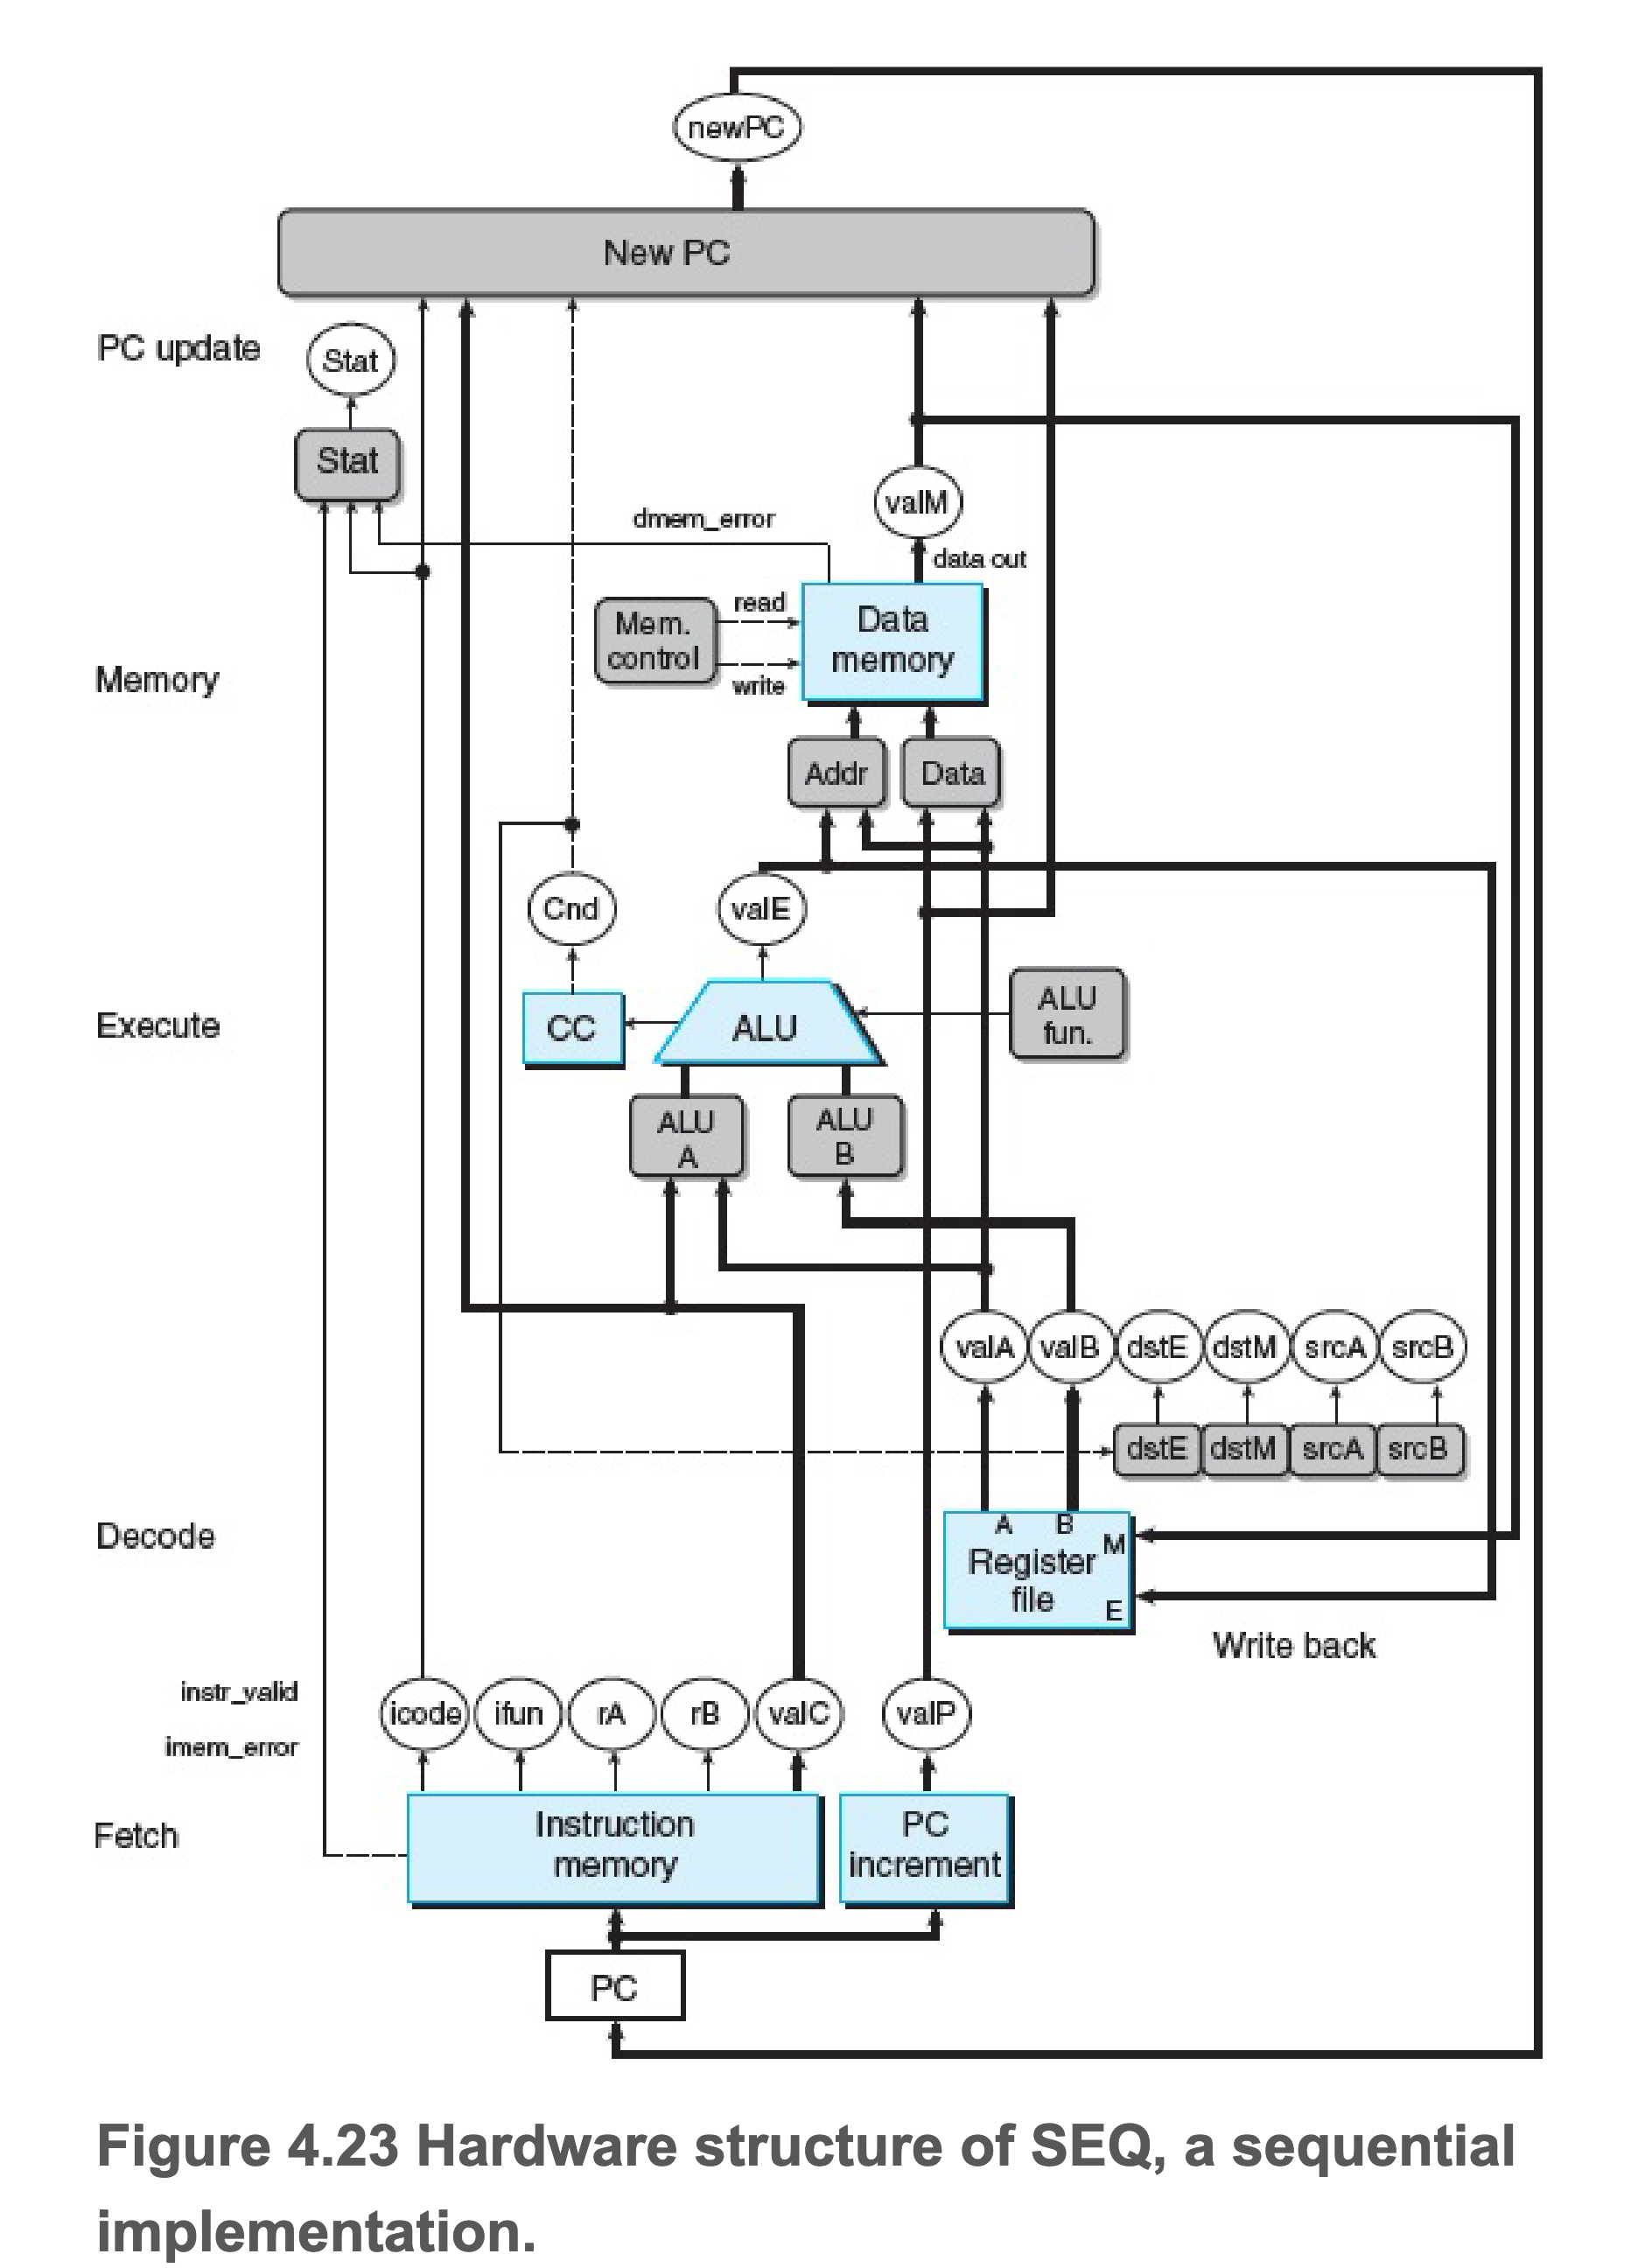 newPC
New PC
PC update
Stat
Stat
valM
dmem_error
data out
read
Mem.
control
write
Data
memory
Memory
Addr
Data
Cnd
valE
Execute
CC
ALU
ALU
fun.
ALU
A
ALU
B
valA
valB
dstE
dstM
srcA
srcB
dstE
dstM
srcA
srcB
Decode
A
B
M
Register
file
E
Write back
instr_valid
imem_error
icode
ifun
rA
rB
valC
valP
Fetch
Instruction
memory
PC
increment
PC
Figure 4.23 Hardware structure of SEQ, a sequential
implementation.